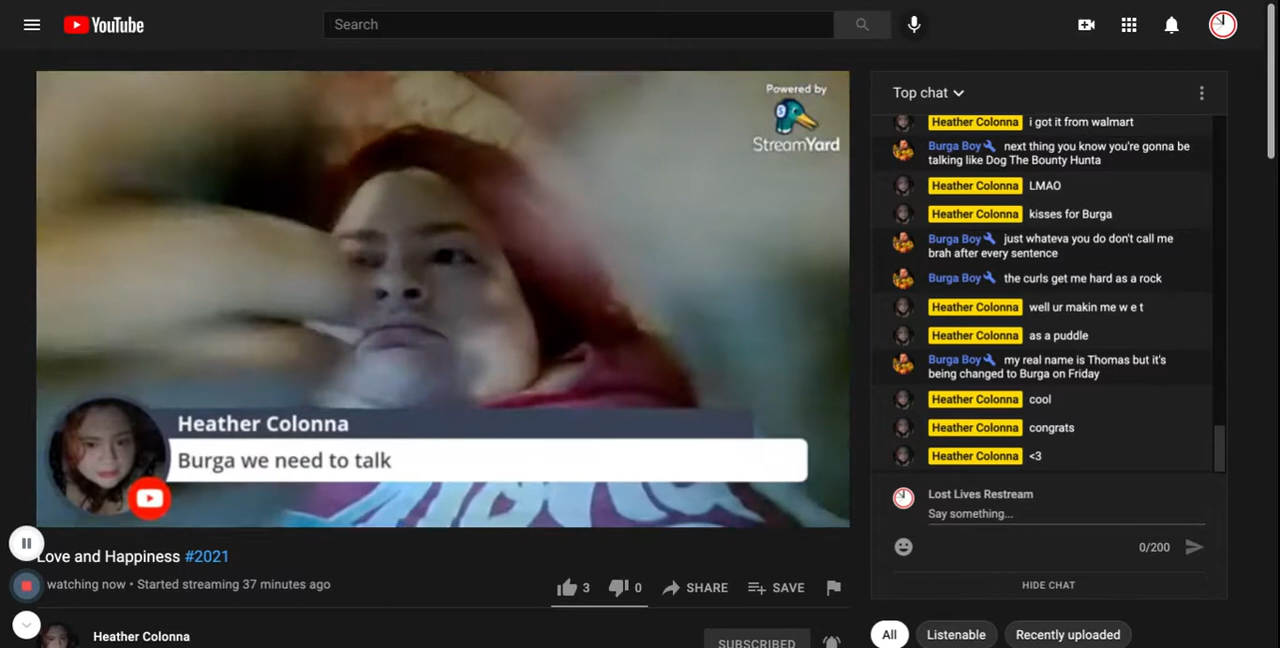 YouTube
Search
Powered by
StreamYard
Heather Colonna
Burga we need to talk
Love and Happiness #2021
watching now • Started streaming 37 minutes ago
3
0
SHARE
SAVE
Heather Colonna
SUBSCRIBED
Top chat
Heather Colonna i got it from walmart
Burga Boy next thing you know you're gonna be
talking like Dog The Bounty Hunta
Heather Colonna LMAO
Heather Colonna kisses for Burga
Burga Boy just whateva you do don't call me
brah after every sentence
Burga Boy the curls get me hard as a rock
Heather Colonna well ur makin me w e t
Heather Colonna as a puddle
Burga Boy my real name is Thomas but it's
being changed to Burga on Friday
Heather Colonna cool
Heather Colonna congrats
Heather Colonna <3
Lost Lives Restream
Say something...
0/200
HIDE CHAT
All
Listenable
Recently uploaded